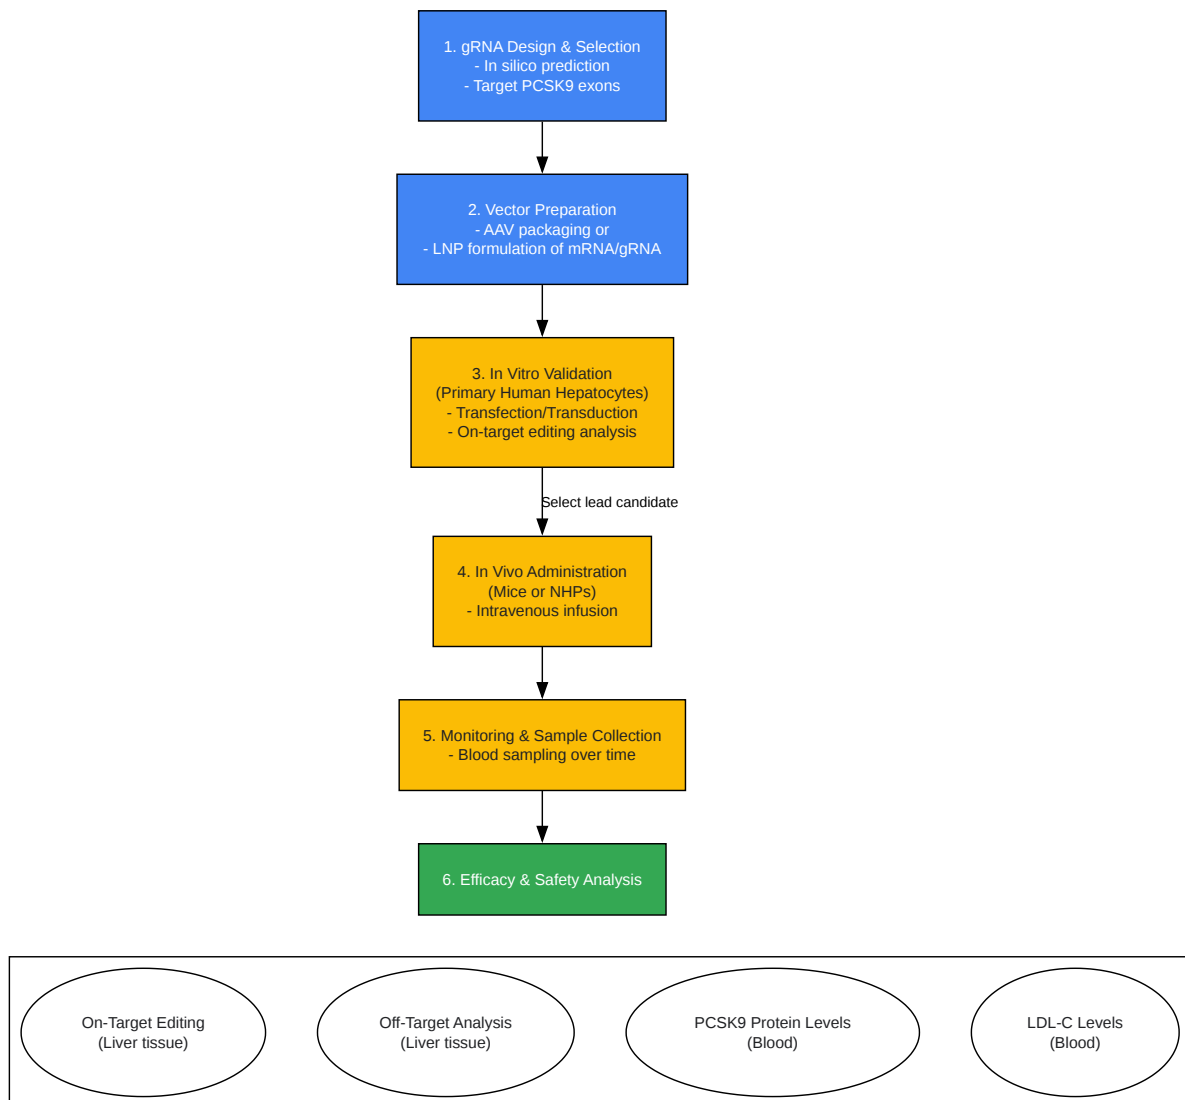 1. gRNA Design & Selection
- In silico prediction
- Target PCSK9 exons
2. Vector Preparation
- AAV packaging or
- LNP formulation of mRNA/gRNA
3. In Vitro Validation
(Primary Human Hepatocytes)
- Transfection/Transduction
- On-target editing analysis
Select lead candidate
4. In Vivo Administration
(Mice or NHPs)
- Intravenous infusion
5. Monitoring & Sample Collection
- Blood sampling over time
6. Efficacy & Safety Analysis
On-Target Editing
(Liver tissue)
Off-Target Analysis
(Liver tissue)
PCSK9 Protein Levels
(Blood)
LDL-C Levels
(Blood)